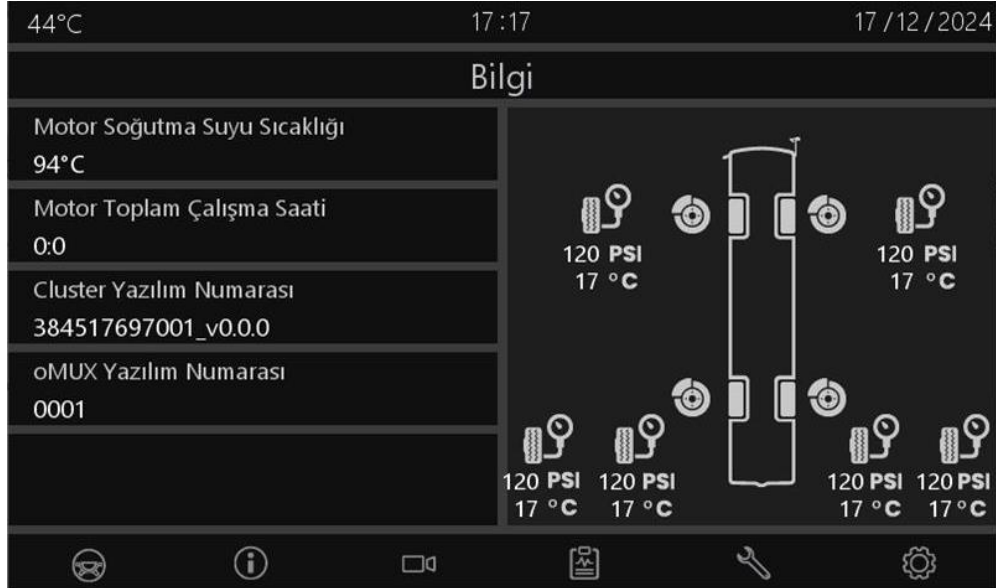 44°C 17:17 17/12/2024
Bilgi
Motor Soğutma Suyu Sıcaklığı
94°C
Motor Toplam Çalışma Saati
0:0
Cluster Yazılım Numarası
384517697001_v0.0.0
oMUX Yazılım Numarası
0001
120 PSI 120 PSI
17 °C 17 °C
120 PSI 120 PSI 120 PSI 120 PSI
17 °C 17 °C 17 °C 17 °C